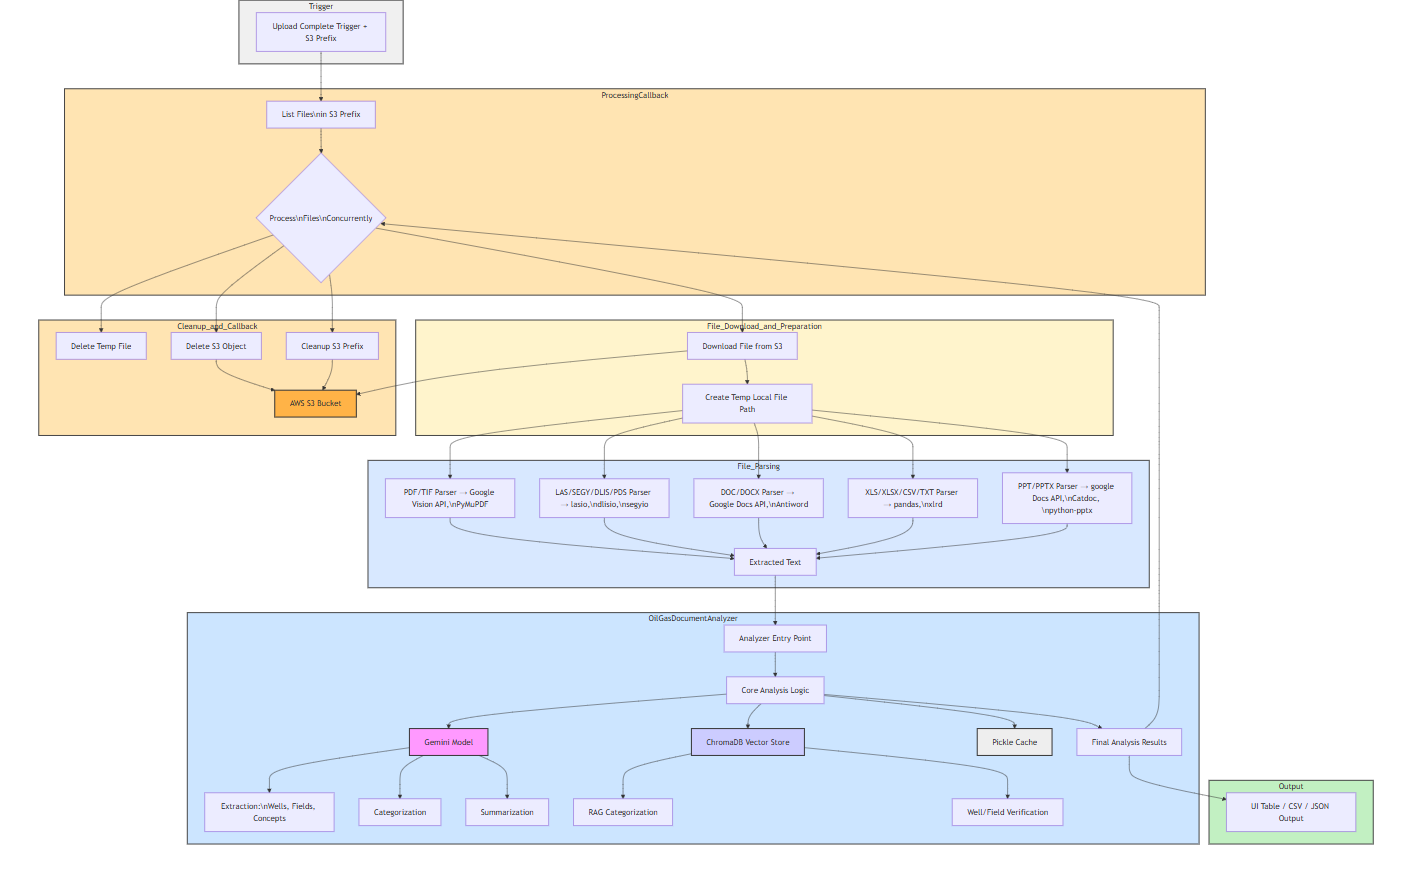 Trigger
Upload Complete Trigger +
S3 Prefix
ProcessingCallback
List Files\nin S3 Prefix
Process\nFiles\nConcurrently
Cleanup_and_Callback
Delete Temp File
Delete S3 Object
Cleanup S3 Prefix
AWS S3 Bucket
File_Download_and_Preparation
Download File from S3
Create Temp Local File
Path
File_Parsing
PDF/TIF Parser → Google
Vision API,\nPyMuPDF
LAS/SEGY/DLIS/PDS Parser
→ lasio,\ndlisio,\nsegyio
DOC/DOCX Parser →
Google Docs API,\nAntiword
XLS/XLSX/CSV/TXT Parser
→ pandas,\nxlrd
PPT/PPTX Parser → google
Docs API,\nCatdoc,
\npython-pptx
Extracted Text
OilGasDocumentAnalyzer
Analyzer Entry Point
Core Analysis Logic
Gemini Model
ChromaDB Vector Store
Pickle Cache
Final Analysis Results
Extraction:\nWells, Fields,
Concepts
Categorization
Summarization
RAG Categorization
Well/Field Verification
Output
UI Table / CSV / JSON
Output